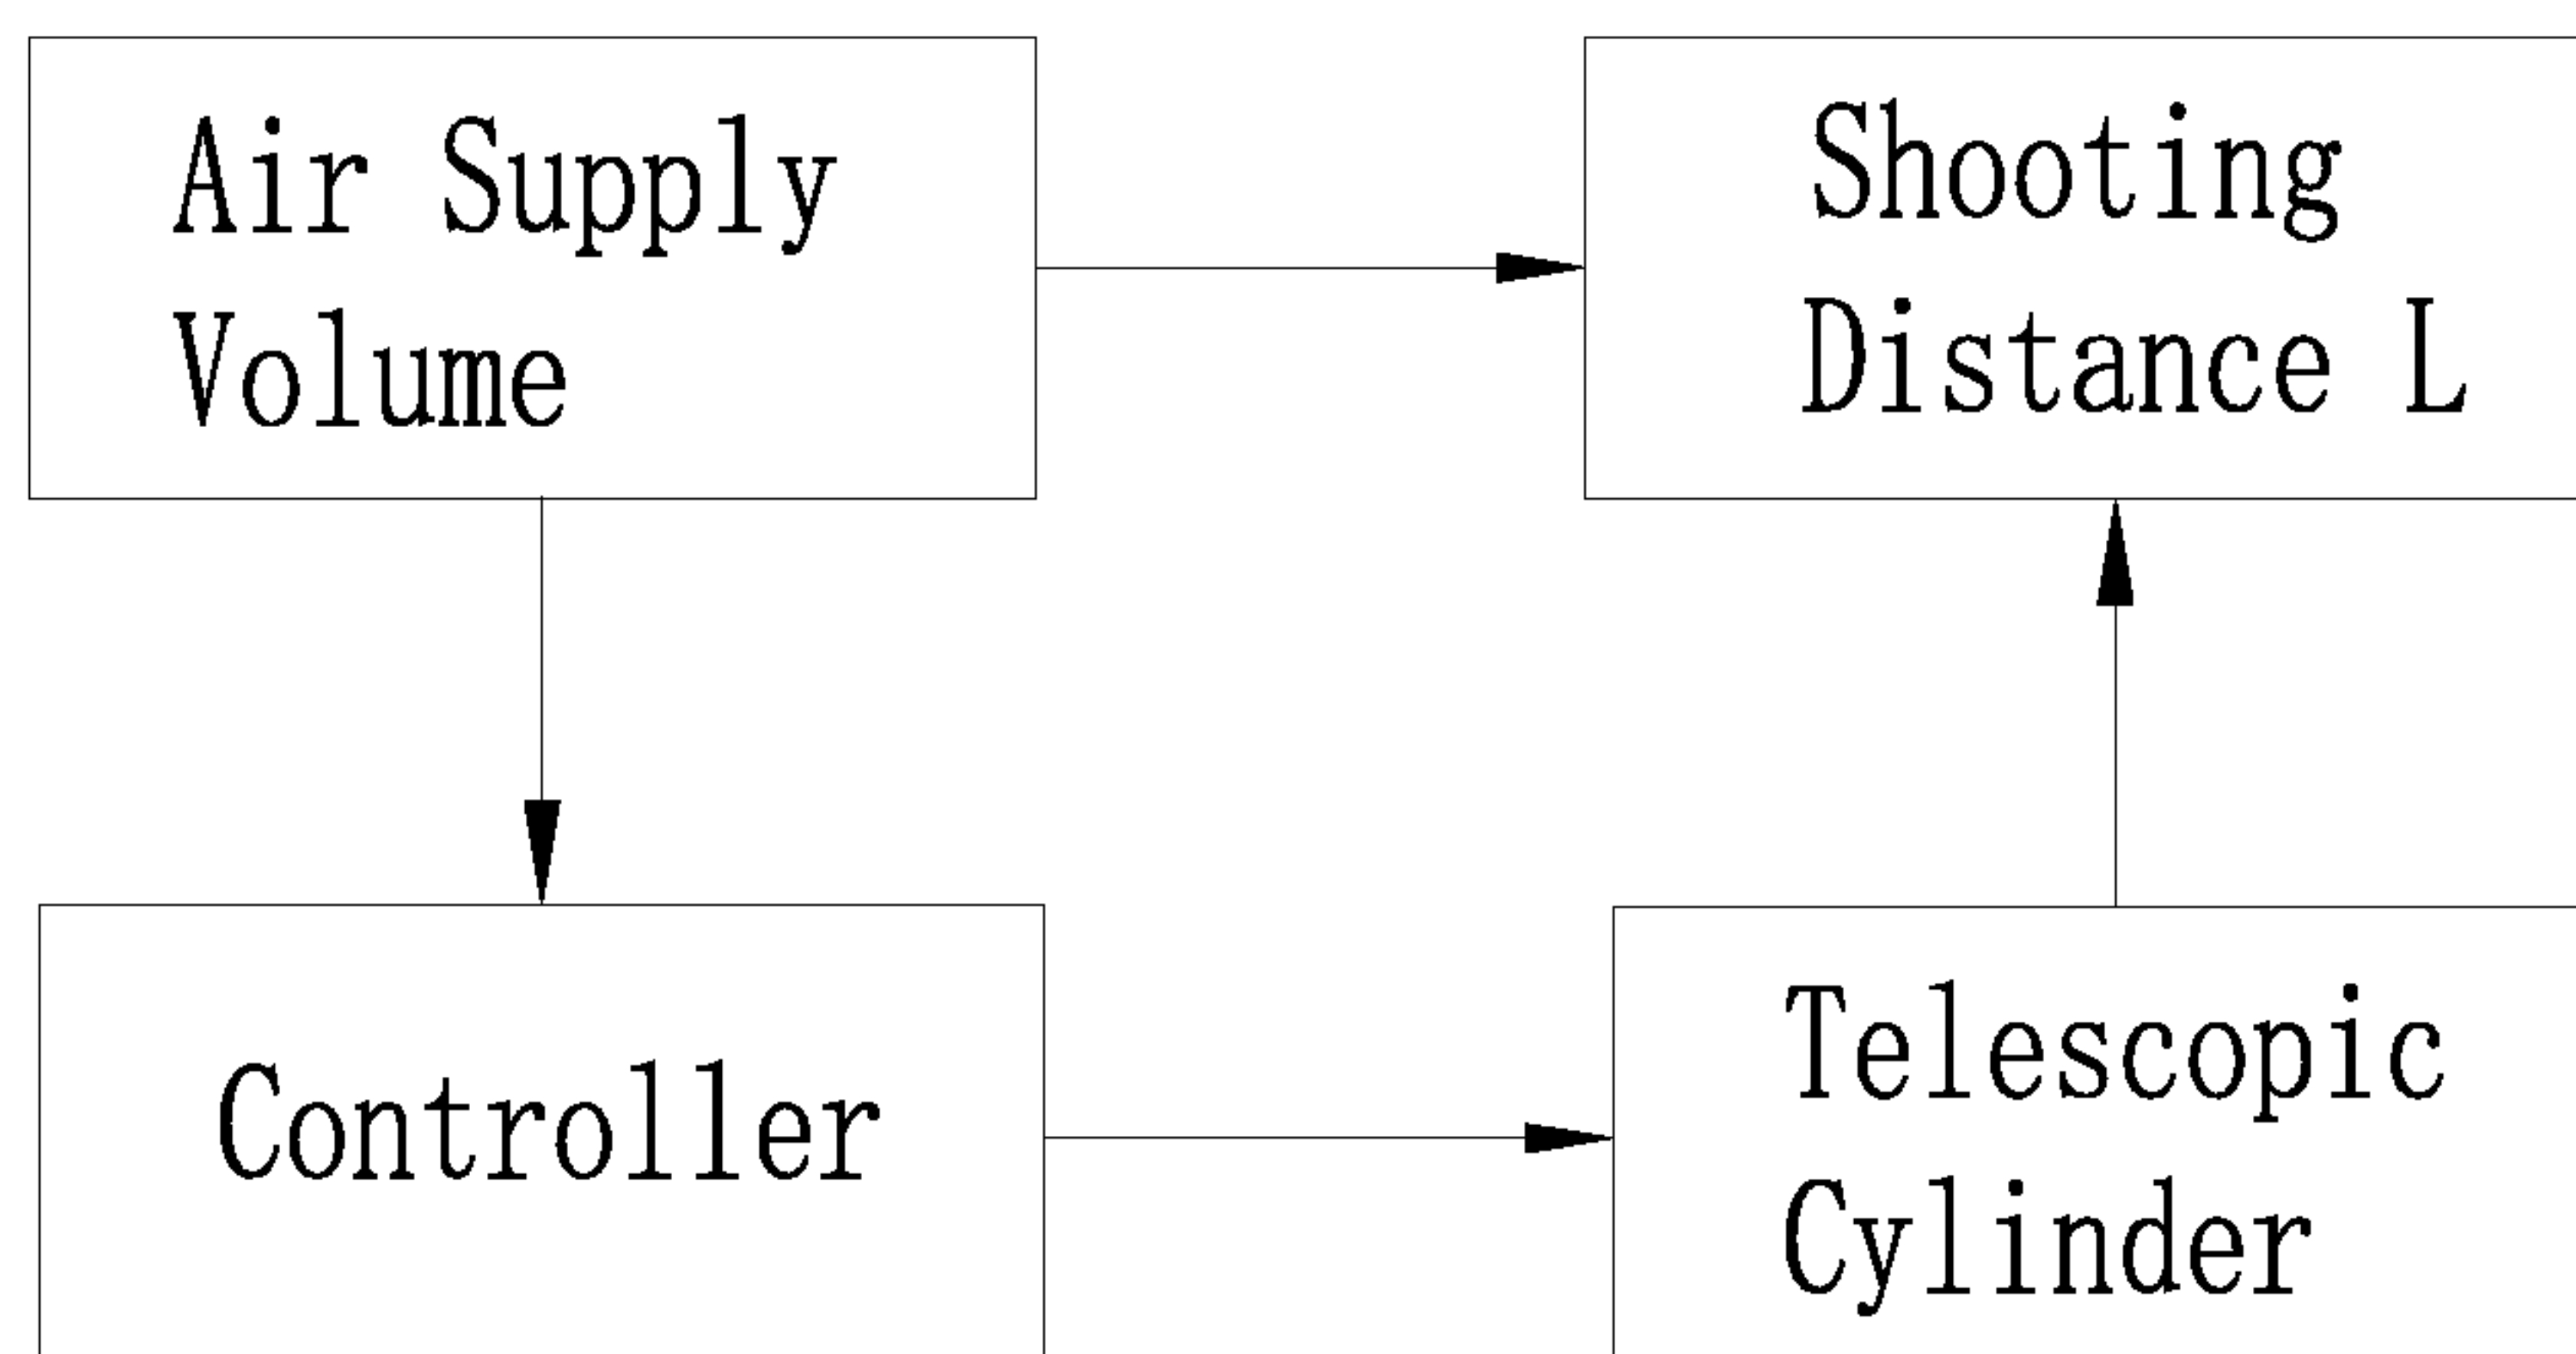 Air Supply
Volume
Shooting
Distance L
Controller
Telescopic
Cylinder